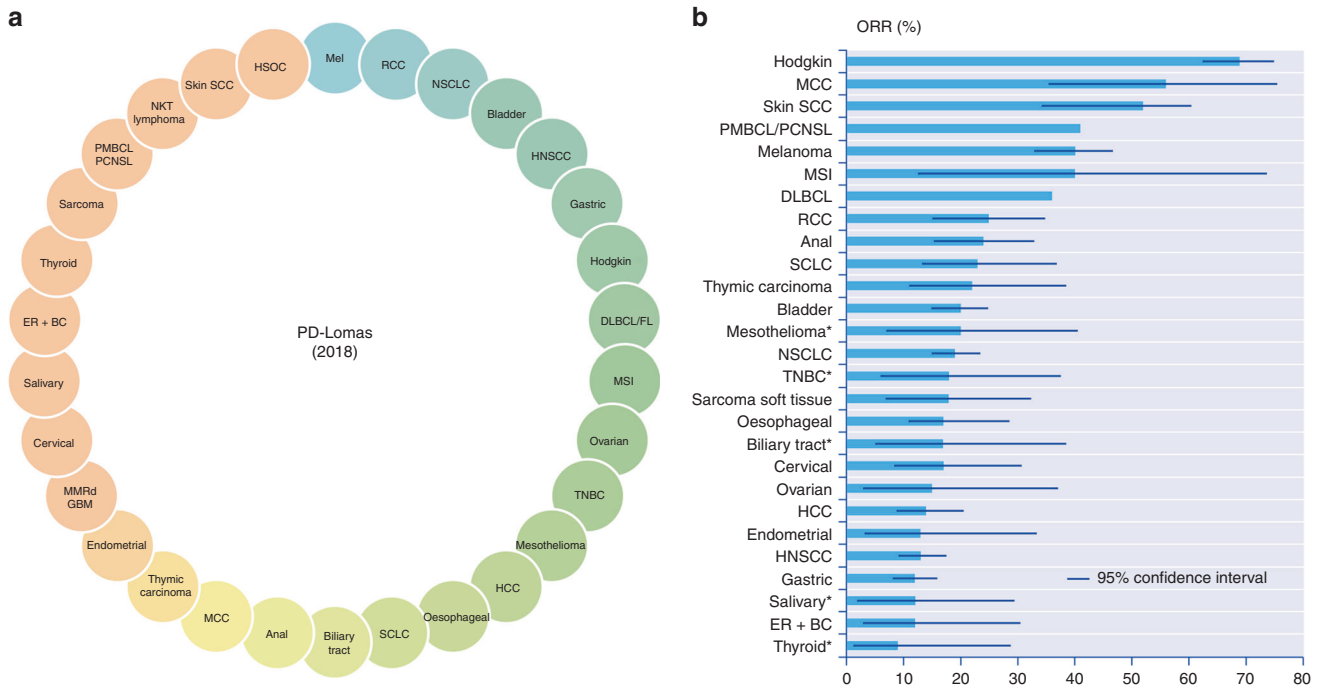 a
HSOC
Mel
RCC
NSCLC
Bladder
HNSCC
Gastric
Hodgkin
DLBCL/FL
MSI
Ovarian
TNBC
Mesothelioma
HCC
Oesophageal
SCLC
Biliary
tract
Anal
MCC
Thymic
carcinoma
Endometrial
MMRd
GBM
Cervical
Salivary
ER + BC
Thyroid
Sarcoma
PMBCL
PCNSL
NKT
lymphoma
Skin SCC
PD-Lomas
(2018)
b
ORR (%)
Hodgkin
MCC
Skin SCC
PMBCL/PCNSL
Melanoma
MSI
DLBCL
RCC
Anal
SCLC
Thymic carcinoma
Bladder
Mesothelioma*
NSCLC
TNBC*
Sarcoma soft tissue
Oesophageal
Biliary tract*
Cervical
Ovarian
HCC
Endometrial
HNSCC
Gastric
Salivary*
ER + BC
Thyroid*
95% confidence interval
0 10 20 30 40 50 60 70 80